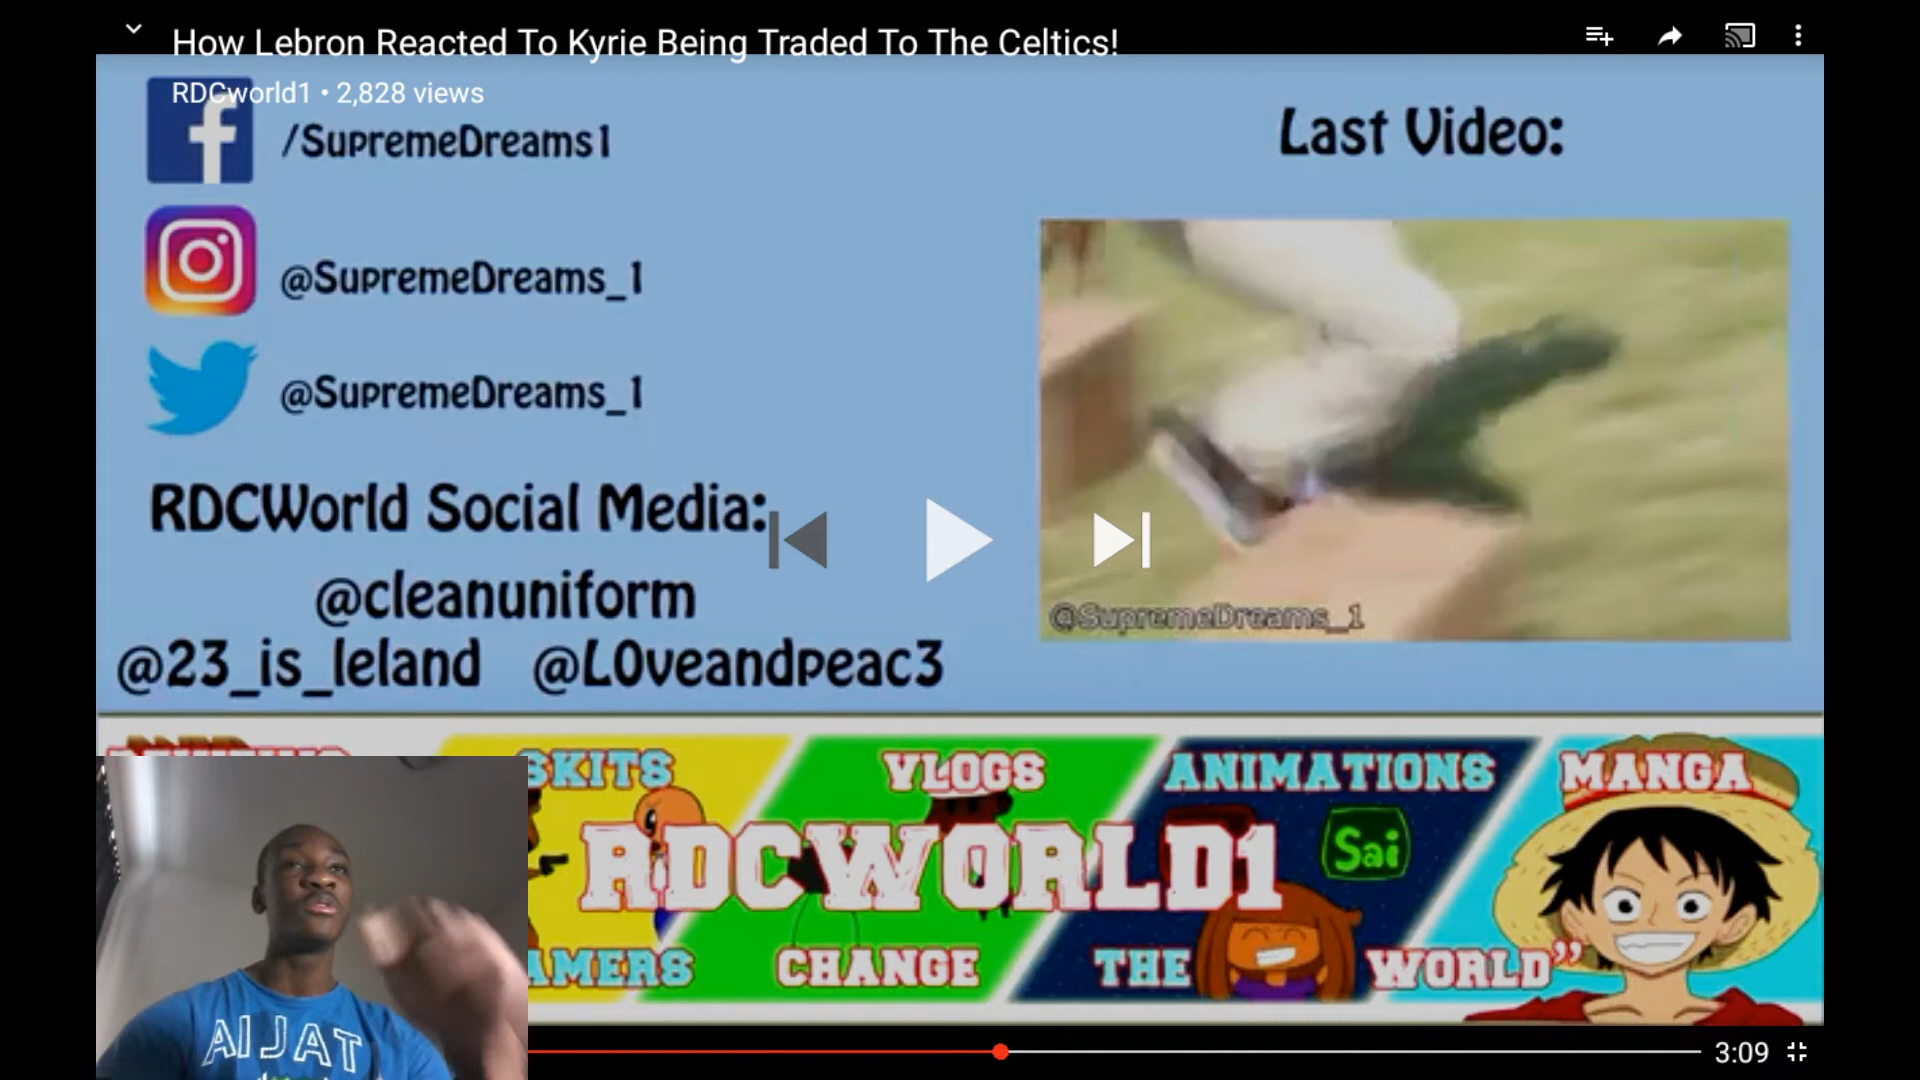 How Lebron Reacted To Kyrie Being Traded To The Celtics!
RDCworld1 • 2,828 views
/SupremeDreams1
@SupremeDreams_1
@SupremeDreams_1
RDCWorld Social Media:
@cleanuniform
@23_is_leland @L0veandpeac3
Last Video:
@SupremeDreams_1
SKITS VLOGS ANIMATIONS MANGA
RDCWORLD1
Sai
CHANGE THE WORLD”
AIJAT
3:09